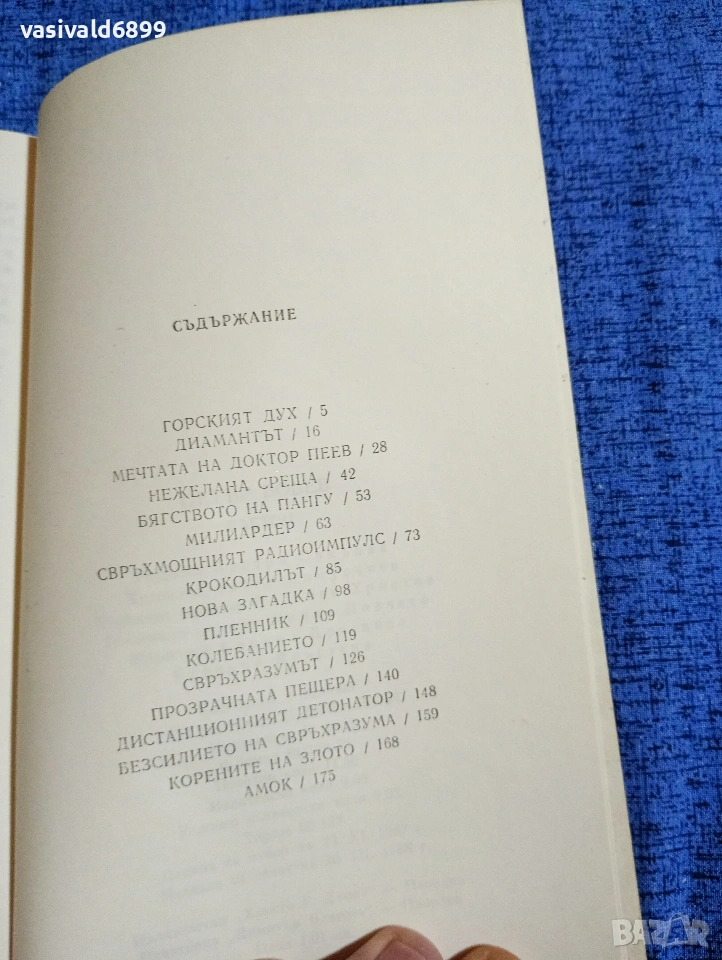 vasivald6899
СЪДЪРЖАНИЕ
ГОРСКИЯТ ДУХ / 5
ДИАМАНТЪТ / 16
МЕЧТАТА НА ДОКТОР ПЕЕВ / 28
НЕЖЕЛАНА СРЕЩА / 42
БЯГСТВОТО НА ПАНГУ / 53
МИЛИАРДЕР / 63
СВРЪХМОЩНИЯТ РАДИОИМПУЛС / 73
КРОКОДИЛЪТ / 85
НОВА ЗАГАДКА / 98
ПЛЕННИК / 109
КОЛЕБАНИЕТО / 119
СВРЪХРАЗУМЪТ / 126
ПРОЗРАЧНАТА ПЕЩЕРА / 140
ДИСТАНЦИОННИЯТ ДЕТОНАТОР / 148
БЕЗСИЛИЕТО НА СВРЪХРАЗУМА / 159
КОРЕНИТЕ НА ЗЛОТО / 168
АМОК / 175
BAZAR